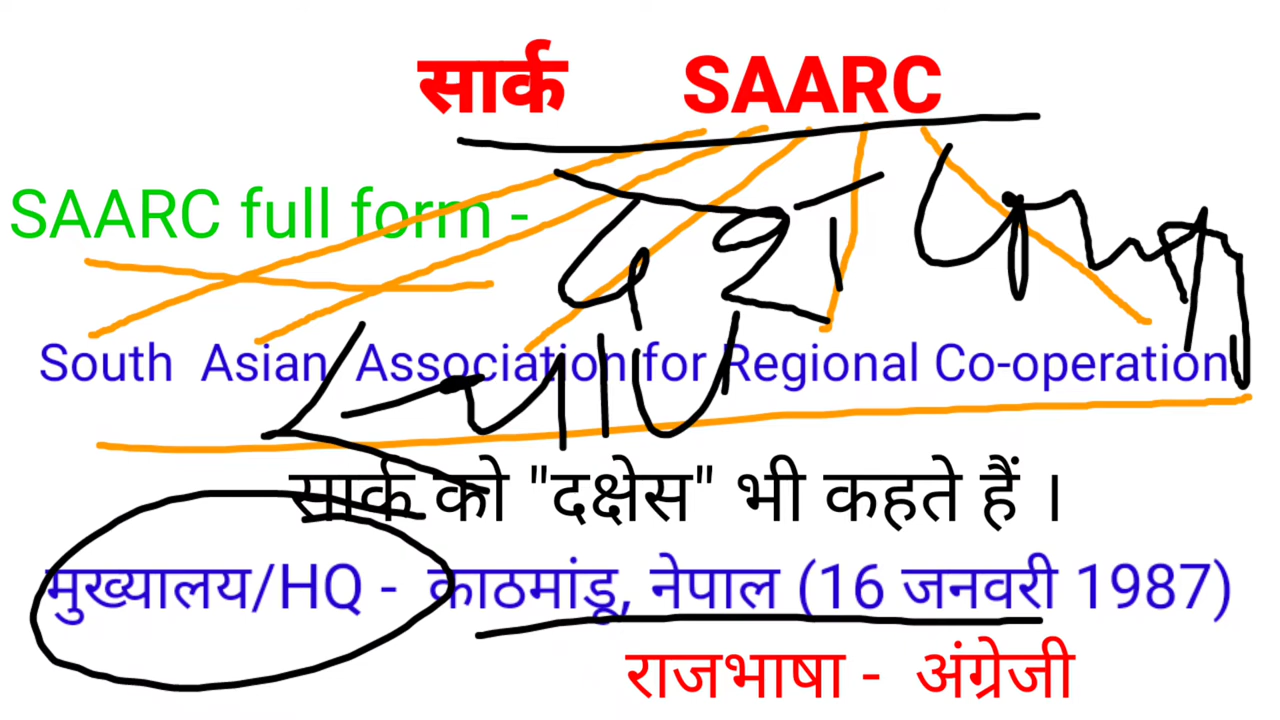 सार्क SAARC
SAARC full form -
South Asian Association for Regional Co-operation
सार्क को "दक्षेस" भी कहते हैं ।
मुख्यालय/HQ - काठमांडू, नेपाल (16 जनवरी 1987)
राजभाषा - अंग्रेजी